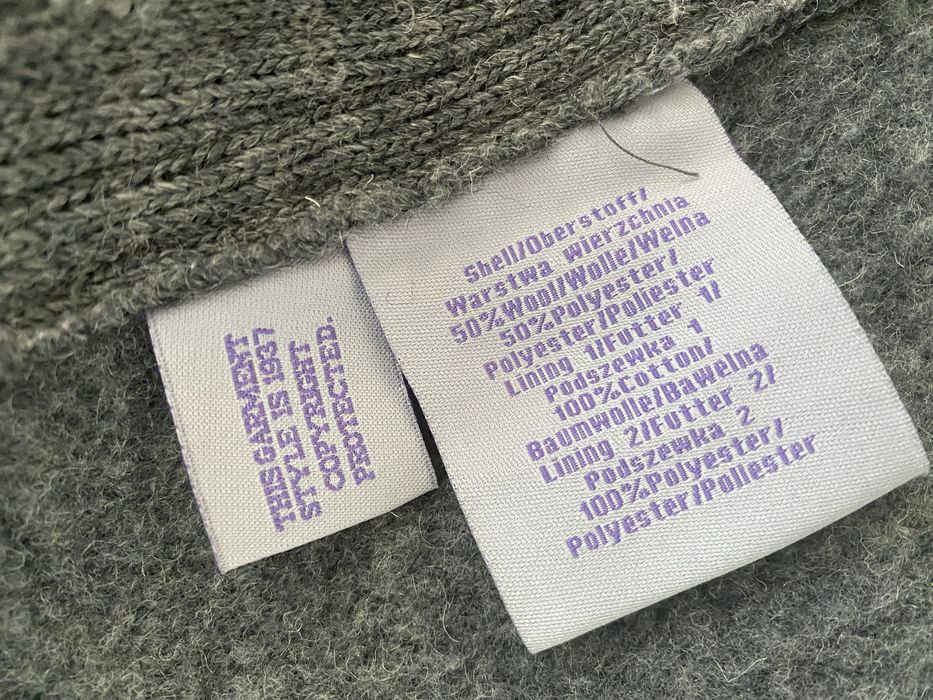 THIS GARMENT
STYLE IS 1937
COPYRIGHT
PROTECTED.
Shell/Oberstoff/
Warstwa wierzchnia
50%Wool/Wolle/Welna
50%Polyester/
Polyester/Poliester
Lining 1/Futter 1/
Podszewka 1
100%Cotton/
Baumwolle/Bawelna
Lining 2/Futter 2/
Podszewka 2
100%Polyester/
Polyester/Poliester